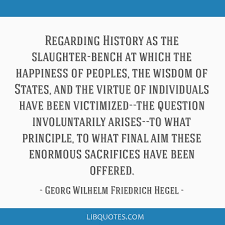 Regarding History as the
slaughter-bench at which the
happiness of peoples, the wisdom of
States, and the virtue of individuals
have been victimized--the question
involuntarily arises--to what
principle, to what final aim these
enormous sacrifices have been
offered.
- Georg Wilhelm Friedrich Hegel -
LIBQUOTES.COM